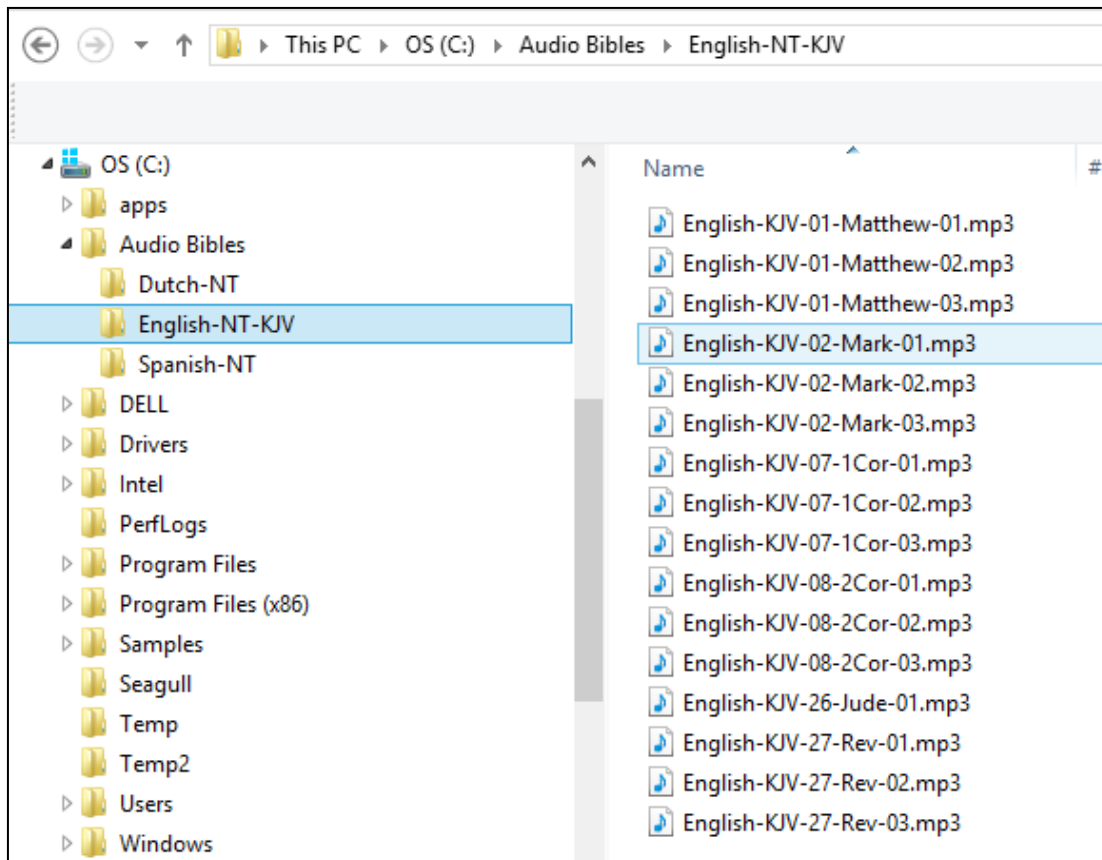 This PC ▸ OS (C:) ▸ Audio Bibles ▸ English-NT-KJV
OS (C:)
apps
Audio Bibles
Dutch-NT
English-NT-KJV
Spanish-NT
DELL
Drivers
Intel
PerfLogs
Program Files
Program Files (x86)
Samples
Seagull
Temp
Temp2
Users
Windows
Name #
English-KJV-01-Matthew-01.mp3
English-KJV-01-Matthew-02.mp3
English-KJV-01-Matthew-03.mp3
English-KJV-02-Mark-01.mp3
English-KJV-02-Mark-02.mp3
English-KJV-02-Mark-03.mp3
English-KJV-07-1Cor-01.mp3
English-KJV-07-1Cor-02.mp3
English-KJV-07-1Cor-03.mp3
English-KJV-08-2Cor-01.mp3
English-KJV-08-2Cor-02.mp3
English-KJV-08-2Cor-03.mp3
English-KJV-26-Jude-01.mp3
English-KJV-27-Rev-01.mp3
English-KJV-27-Rev-02.mp3
English-KJV-27-Rev-03.mp3